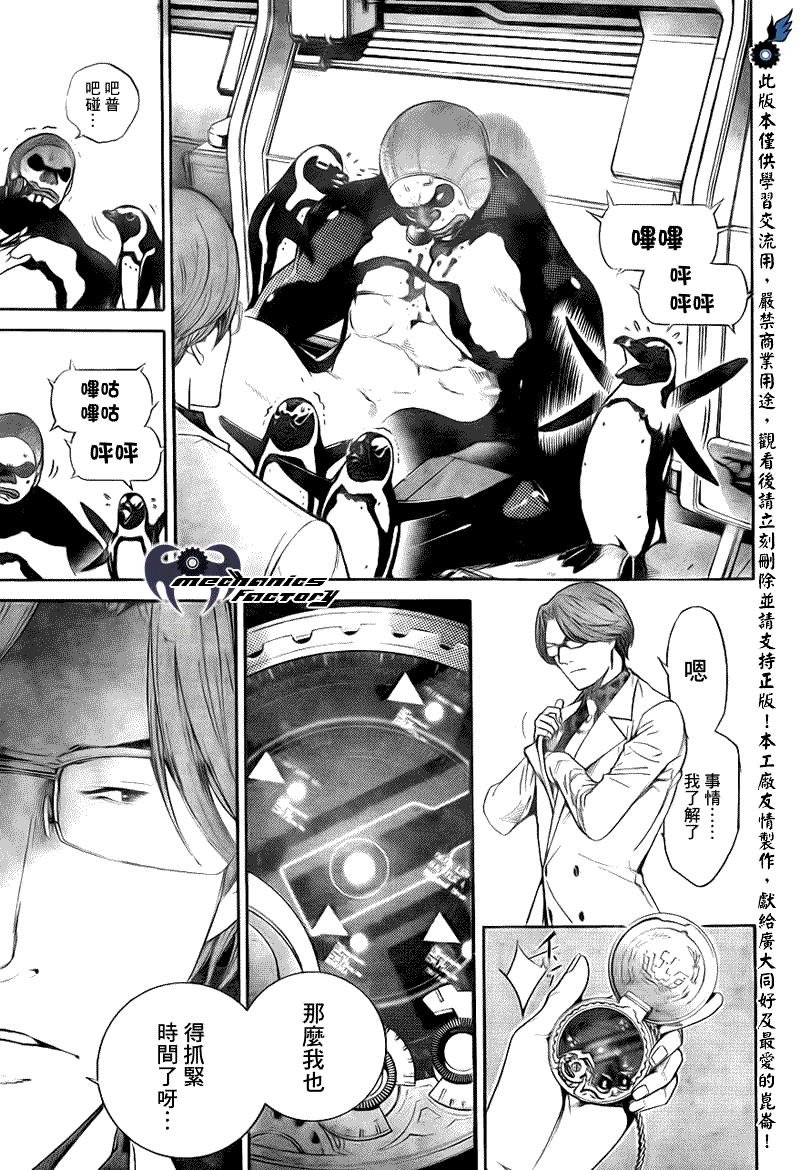 嗶嗶
呼
呼呼
吧普
吧碰…
嗶咕
嗶咕
呼呼
嗯
事情……
我了解了
イ
那麼我也
得抓緊
時間了呀…
mechanics
factory
此版本僅供學習交流用，嚴禁商業用途，觀看後請立刻刪除並請支持正版！本工廠友情製作，獻給廣大同好及最愛的崑崙！